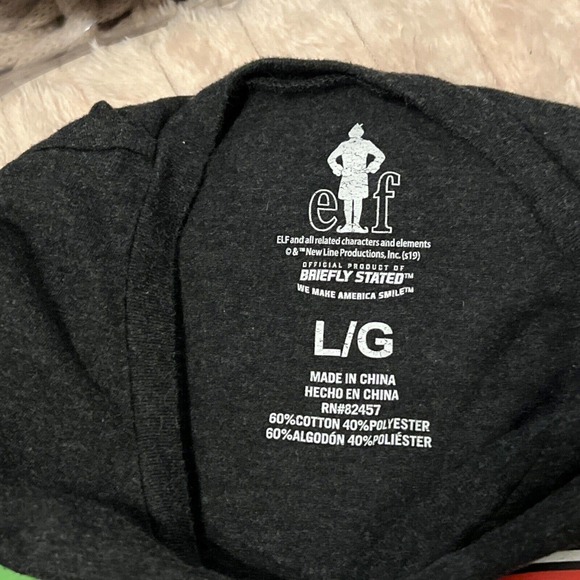 elf
ELF and all related characters and elements
© & ™ New Line Productions, Inc. (s19)
OFFICIAL PRODUCT OF
BRIEFLY STATED™
WE MAKE AMERICA SMILE™
L/G
MADE IN CHINA
HECHO EN CHINA
RN#82457
60%COTTON 40%POLYESTER
60%ALGODÓN 40%POLIÉSTER